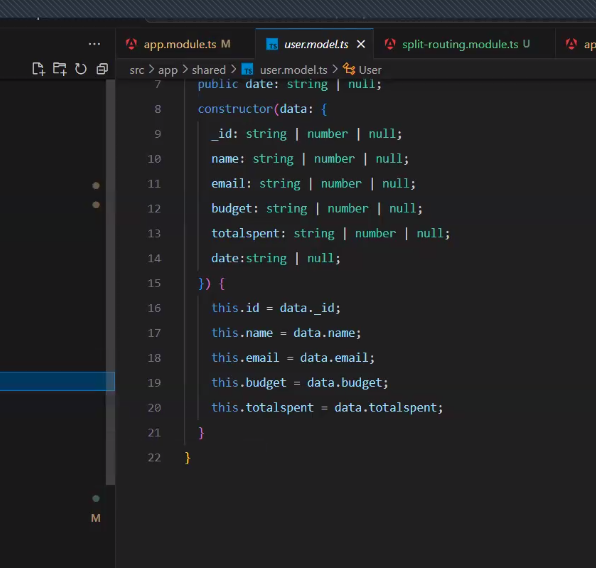 app.module.ts M
user.model.ts
split-routing.module.ts U
ap
src > app > shared > user.model.ts > User
7 public date: string | null;
8 constructor(data: {
9 _id: string | number | null;
10 name: string | number | null;
11 email: string | number | null;
12 budget: string | number | null;
13 totalspent: string | number | null;
14 date:string | null;
15 }) {
16 this.id = data._id;
17 this.name = data.name;
18 this.email = data.email;
19 this.budget = data.budget;
20 this.totalspent = data.totalspent;
21 }
22 }
M